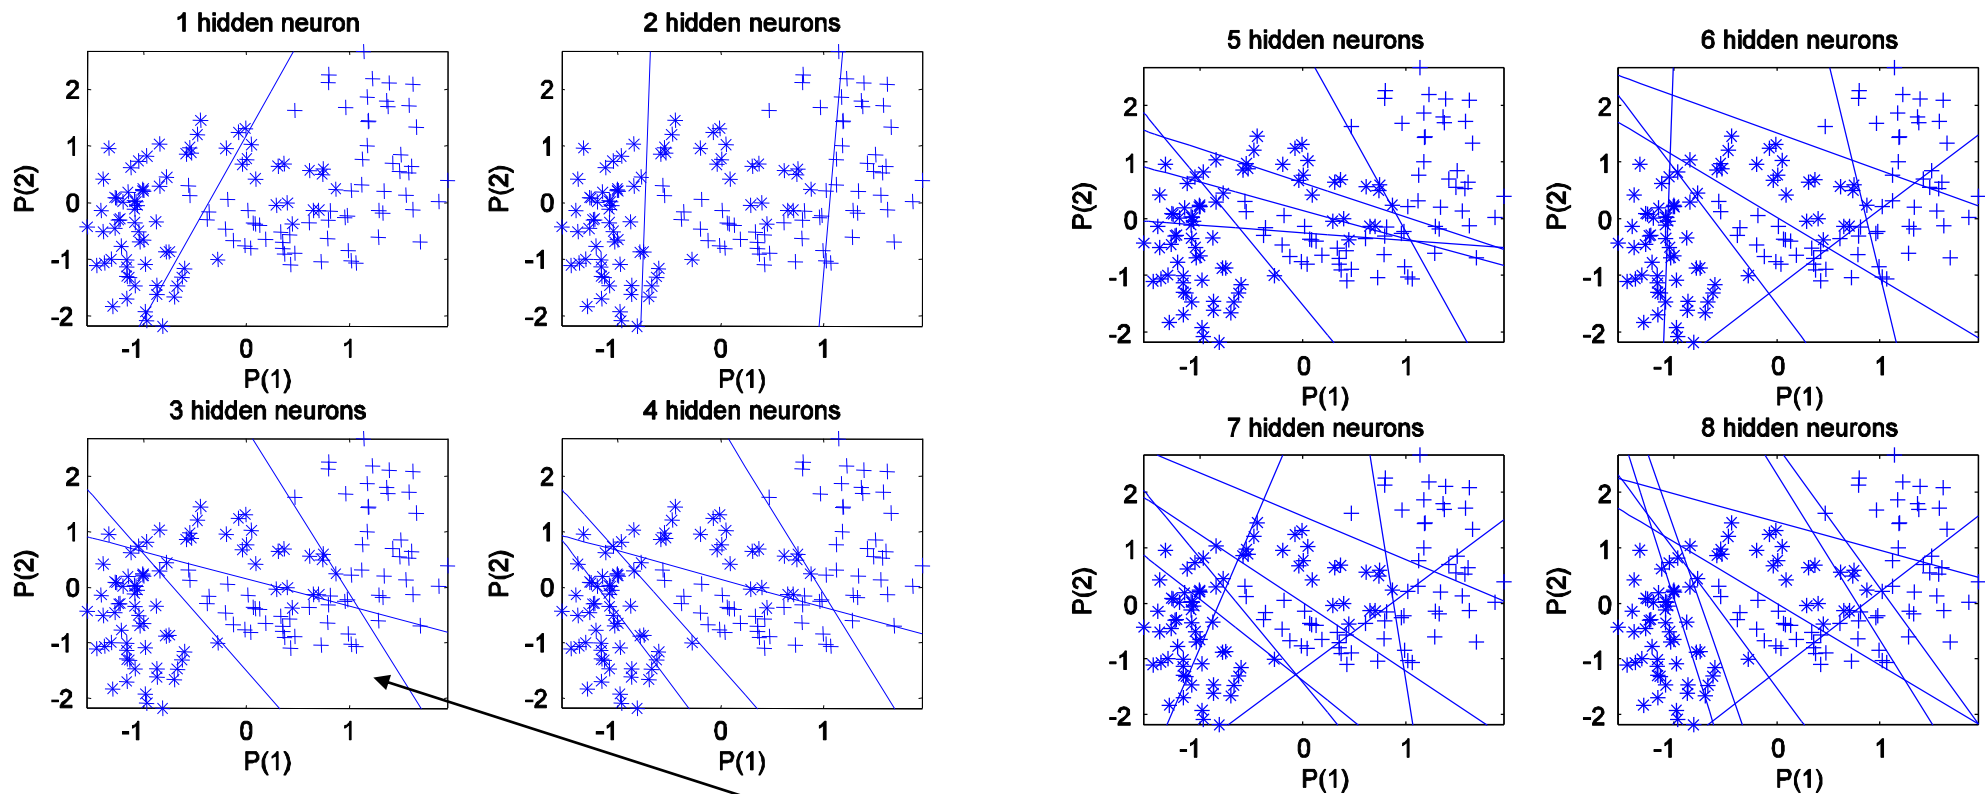 1 hidden neuron
2
1
0
-1
-2
P(2)
-1 0 1
P(1)
2 hidden neurons
2
1
0
-1
-2
P(2)
-1 0 1
P(1)
3 hidden neurons
2
1
0
-1
-2
P(2)
-1 0 1
P(1)
4 hidden neurons
2
1
0
-1
-2
P(2)
-1 0 1
P(1)
5 hidden neurons
2
1
0
-1
-2
P(2)
-1 0 1
P(1)
6 hidden neurons
2
1
0
-1
-2
P(2)
-1 0 1
P(1)
7 hidden neurons
2
1
0
-1
-2
P(2)
-1 0 1
P(1)
8 hidden neurons
2
1
0
-1
-2
P(2)
-1 0 1
P(1)